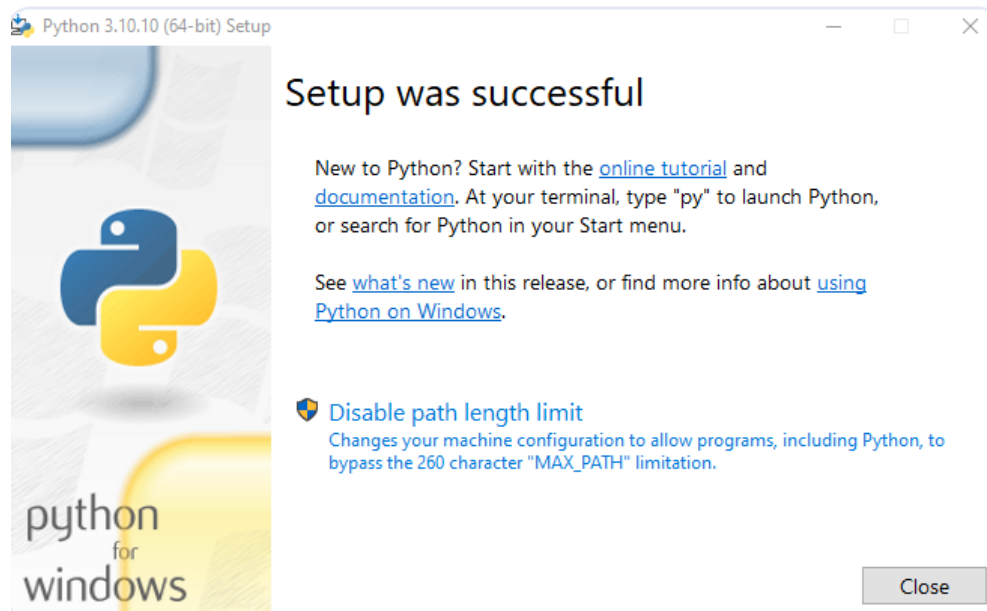 Python 3.10.10 (64-bit) Setup
Setup was successful
New to Python? Start with the online tutorial and
documentation. At your terminal, type "py" to launch Python,
or search for Python in your Start menu.
See what's new in this release, or find more info about using
Python on Windows.
Disable path length limit
Changes your machine configuration to allow programs, including Python, to
bypass the 260 character "MAX_PATH" limitation.
python
for
windows
Close